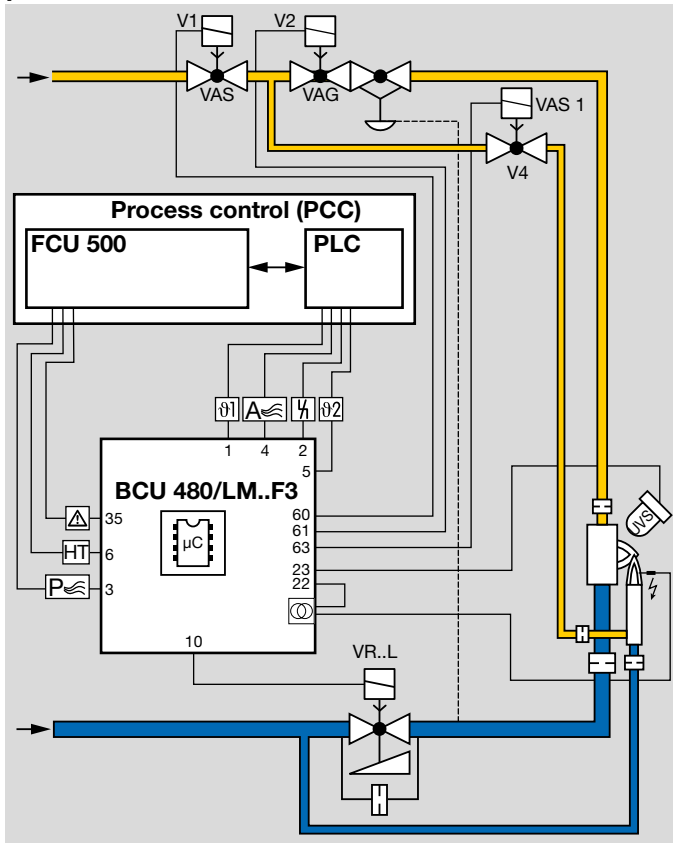 V1
V2
VAS
VAG
VAS 1
V4
Process control (PCC)
FCU 500
PLC
ϑ1
A
ϑ2
1
4
2
5
BCU 480/LM..F3
µC
60
61
63
23
22
35
HT
6
P
3
10
UVS
VR..L